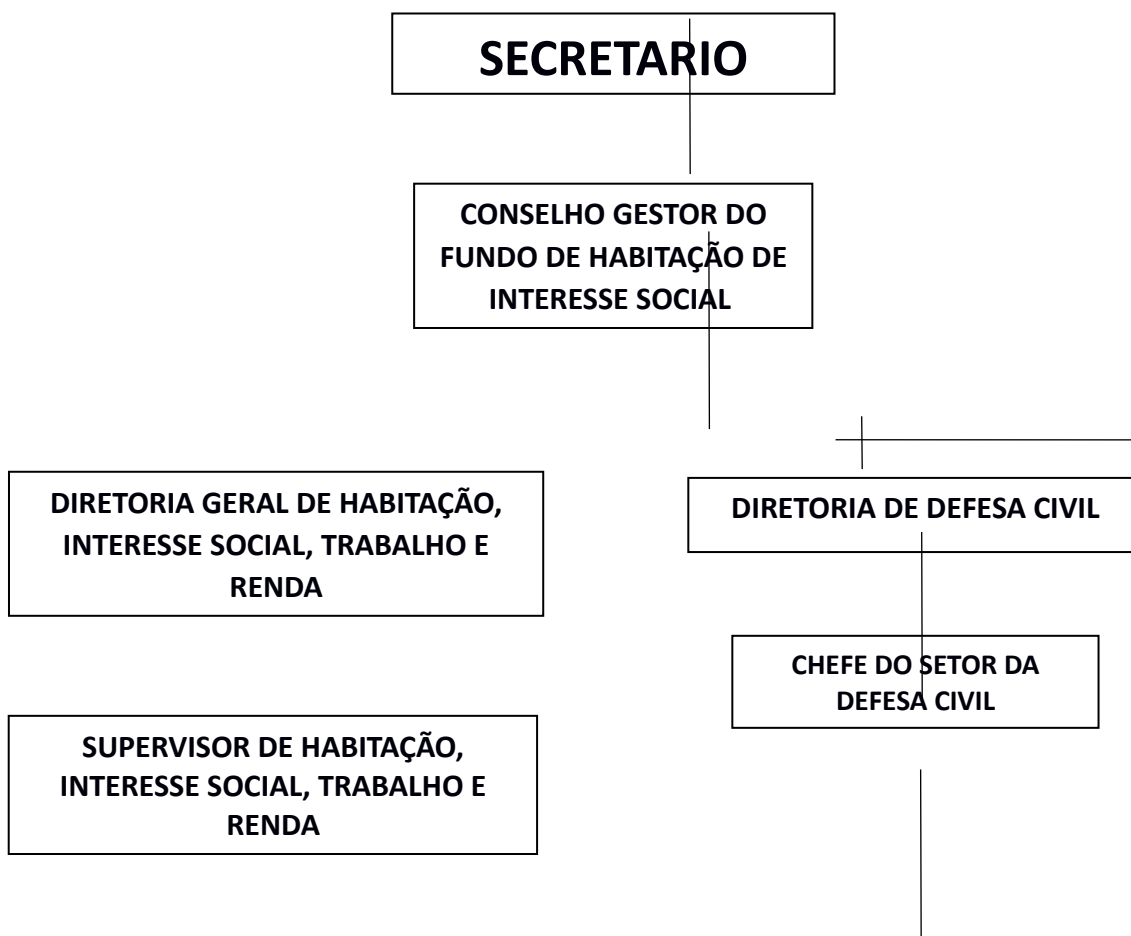 SECRETARIO
CONSELHO GESTOR DO
FUNDO DE HABITAÇÃO DE
INTERESSE SOCIAL
DIRETORIA GERAL DE HABITAÇÃO,
INTERESSE SOCIAL, TRABALHO E
RENDA
DIRETORIA DE DEFESA CIVIL
CHEFE DO SETOR DA
DEFESA CIVIL
SUPERVISOR DE HABITAÇÃO,
INTERESSE SOCIAL, TRABALHO E
RENDA